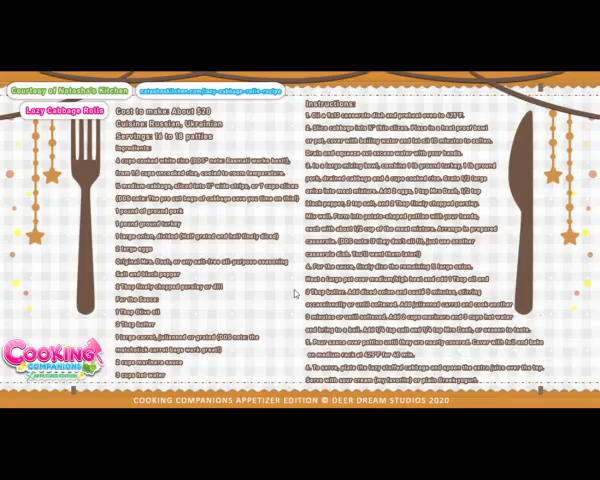 Courtesy of Natasha's Kitchen
natashaskitchen.com/lazy-cabbage-rolls-recipe
Lazy Cabbage Rolls
Cost to make: About $20
Cuisine: Russian, Ukrainian
Servings: 16 to 18 patties
Ingredients:
4 cups cooked white rice (DDS' note: Basmati works best!),
from 1.5 cups uncooked rice, cooled to room temperature.
½ medium cabbage, sliced into ½" wide strips, or 7 cups slices
(DDS note: The pre cut bags of cabbage save you time on this!)
1 pound of ground pork
1 pound ground turkey
1 large onion, divided (Half grated and half finely diced)
2 large eggs
Original Mrs. Dash, or any salt-free all-purpose seasoning
Salt and black pepper
2 Tbsp finely chopped parsley or dill
For the Sauce:
1 Tbsp Olive oil
2 Tbsp butter
1 large carrot, julienned or grated (DDS note: the
matchstick carrot bags work great!)
2 cups marinara sauce
3 cups hot water
Instructions:
1. Oil a 9x13 casserole dish and preheat oven to 425°F.
2. Slice cabbage into ½" thin slices. Place in a heat proof bowl
or pot, cover with boiling water and let sit 10 minutes to soften.
Drain and squeeze out excess water with your hands.
3. In a large mixing bowl, combine 1 lb ground turkey, 1 lb ground
pork, drained cabbage and 4 cups cooked rice. Grate 1/2 large
onion into meat mixture. Add 2 eggs, 1 tsp Mrs Dash, 1/2 tsp
black pepper, 2 tsp salt, and 2 Tbsp finely chopped parsley.
Mix well. Form into potato-shaped patties with your hands,
each with about 1/2 cup of the meat mixture. Arrange in prepared
casserole. (DDS note: If they don't all fit, just use another
casserole dish. You'll want them later!)
4. For the sauce, finely dice the remaining ½ large onion.
Heat a large pot over medium/high heat and add 1 Tbsp oil and
2 Tbsp butter. Add diced onion and sauté 5 minutes, stirring
occasionally or until softened. Add julienned carrot and cook another
3 minutes or until softened. Add 2 cups marinara and 3 cups hot water
and bring to a boil. Add 1/4 tsp salt and 1/4 tsp Mrs Dash, or season to taste.
5. Pour sauce over patties until they are nearly covered. Cover with foil and bake
on medium rack at 425°F for 40 min.
6. To serve, plate the lazy stuffed cabbage and spoon the extra juice over the top.
Serve with sour cream (my favorite) or plain Greek yogurt.
COOKING
COMPANIONS
APPETIZER EDITION
COOKING COMPANIONS APPETIZER EDITION © DEER DREAM STUDIOS 2020